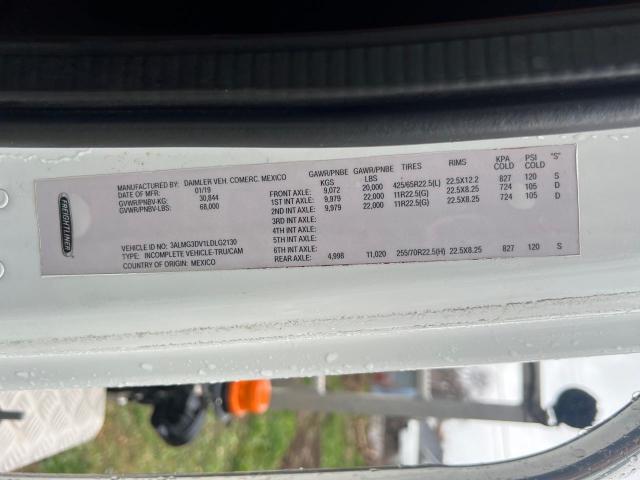 FREIGHTLINER
MANUFACTURED BY: DAIMLER VEH. COMERC. MEXICO
DATE OF MFR: 01/19
GVWR/PNBV-KG: 30,844
GVWR/PNBV-LBS: 68,000
VEHICLE ID: 3ALMG3DV1LDLG2130
TYPE: INCOMPLETE VEHICLE-TRU/CAM
COUNTRY OF ORIGIN: MEXICO
GAWR/PNBE KGS GAWR/PNBE LBS TIRES RIMS KPA COLD PSI COLD "S"
FRONT AXLE: 9,072 20,000 425/65R22.5(L) 22.5X12.2 827 120 S
1ST INT AXLE: 9,979 22,000 11R22.5(G) 22.5X8.25 724 105 D
2ND INT AXLE: 9,979 22,000 11R22.5(G) 22.5X8.25 724 105 D
3RD INT AXLE:
4TH INT AXLE:
5TH INT AXLE:
6TH INT AXLE:
REAR AXLE: 4,998 11,020 255/70R22.5(H) 22.5X8.25 827 120 S